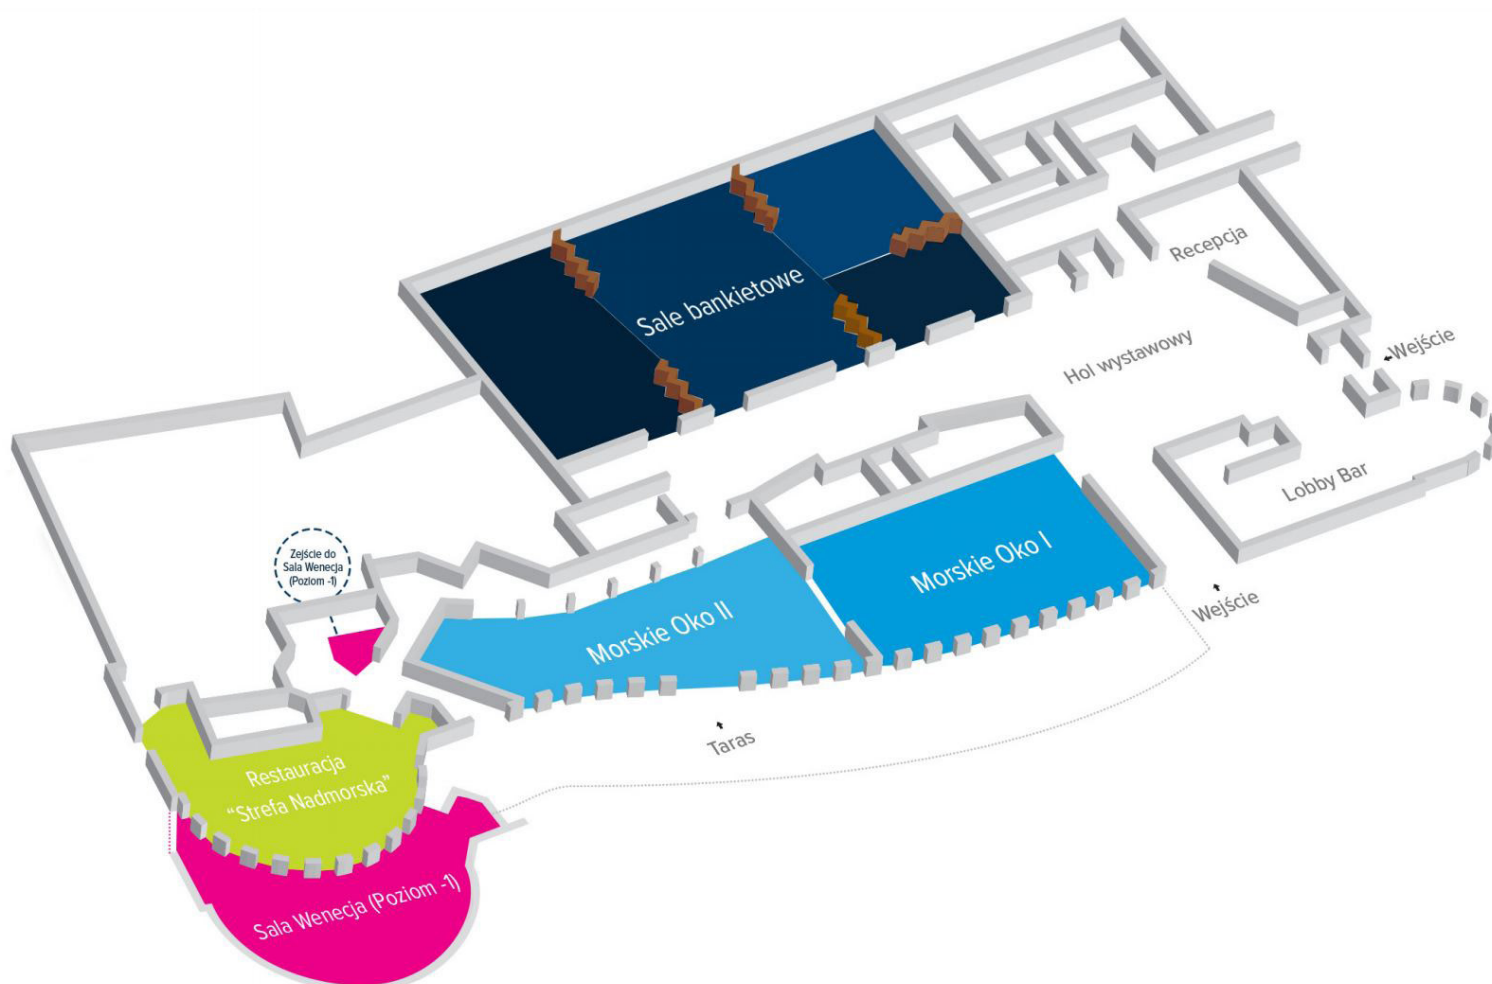 Sale bankietowe
Recepcja
Hol wystawowy
Wejście
Lobby Bar
Zejście do
Sala Wenecja
(Poziom -1)
Morskie Oko I
Morskie Oko II
Wejście
Taras
Restauracja
“Strefa Nadmorska”
Sala Wenecja (Poziom -1)